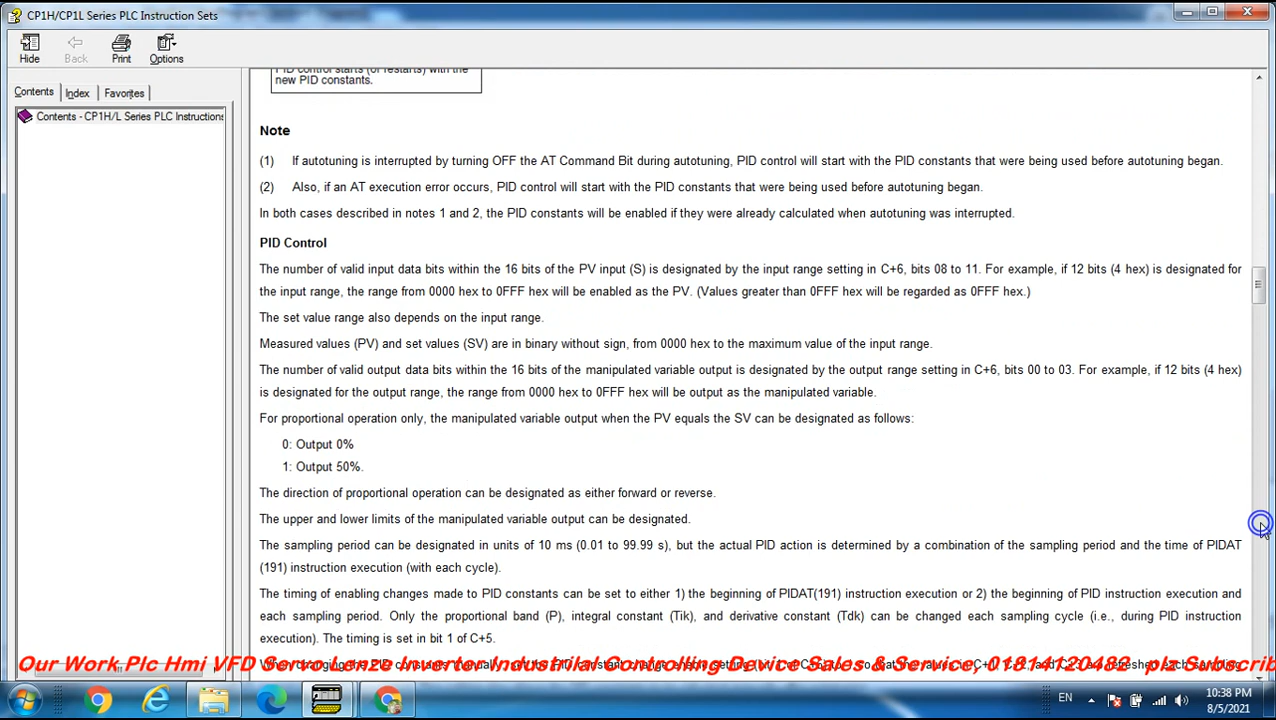 CP1H/CP1L Series PLC Instruction Sets
Hide
Back
Print
Options
Contents
Index
Favorites
Contents - CP1H/L Series PLC Instructions
PID control starts (or restarts) with the
new PID constants.
Note
(1) If autotuning is interrupted by turning OFF the AT Command Bit during autotuning, PID control will start with the PID constants that were being used before autotuning began.
(2) Also, if an AT execution error occurs, PID control will start with the PID constants that were being used before autotuning began.
In both cases described in notes 1 and 2, the PID constants will be enabled if they were already calculated when autotuning was interrupted.
PID Control
The number of valid input data bits within the 16 bits of the PV input (S) is designated by the input range setting in C+6, bits 08 to 11. For example, if 12 bits (4 hex) is designated for
the input range, the range from 0000 hex to 0FFF hex will be enabled as the PV. (Values greater than 0FFF hex will be regarded as 0FFF hex.)
The set value range also depends on the input range.
Measured values (PV) and set values (SV) are in binary without sign, from 0000 hex to the maximum value of the input range.
The number of valid output data bits within the 16 bits of the manipulated variable output is designated by the output range setting in C+6, bits 00 to 03. For example, if 12 bits (4 hex)
is designated for the output range, the range from 0000 hex to 0FFF hex will be output as the manipulated variable.
For proportional operation only, the manipulated variable output when the PV equals the SV can be designated as follows:
0: Output 0%
1: Output 50%.
The direction of proportional operation can be designated as either forward or reverse.
The upper and lower limits of the manipulated variable output can be designated.
The sampling period can be designated in units of 10 ms (0.01 to 99.99 s), but the actual PID action is determined by a combination of the sampling period and the time of PIDAT
(191) instruction execution (with each cycle).
The timing of enabling changes made to PID constants can be set to either 1) the beginning of PIDAT(191) instruction execution or 2) the beginning of PID instruction execution and
each sampling period. Only the proportional band (P), integral constant (Tik), and derivative constant (Tdk) can be changed each sampling cycle (i.e., during PID instruction
execution). The timing is set in bit 1 of C+5.
Our Work Plc Hmi VFD Servo Lenze Inverter Industrial Controlling Device Sales & Service, 01814120482 plz Subscrib
EN
10:38 PM
8/5/2021